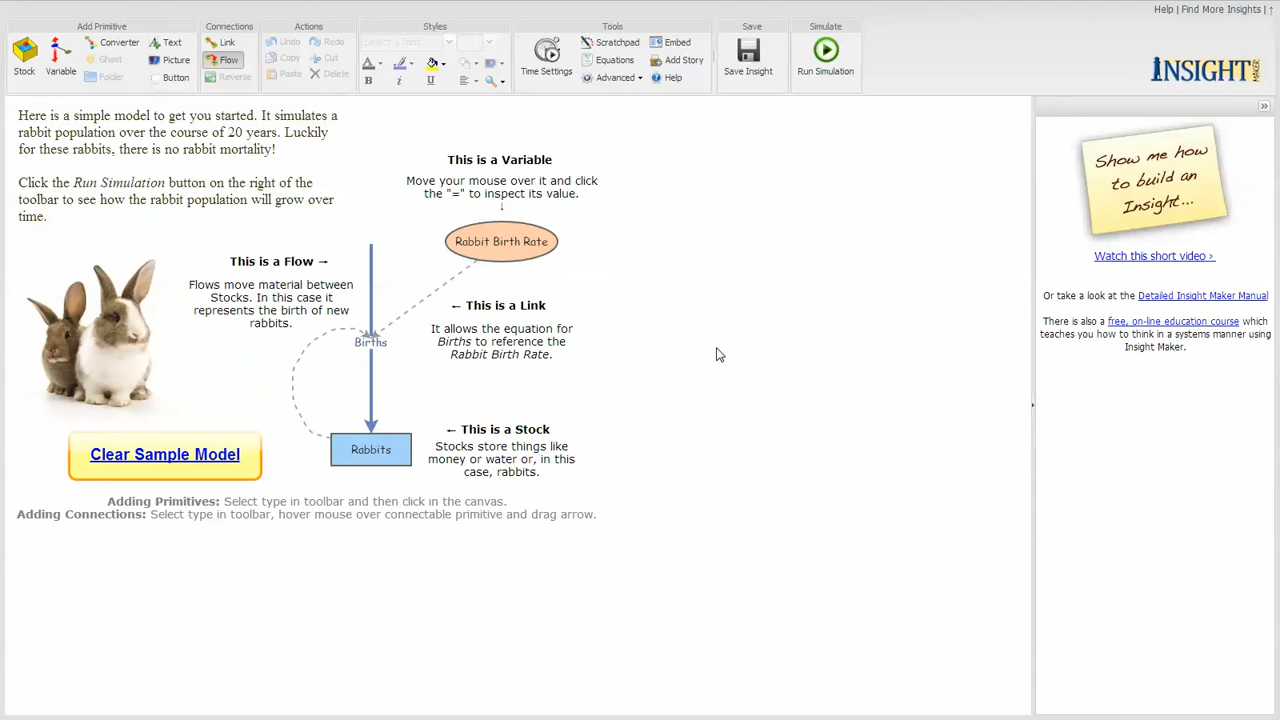 Help | Find More Insights | ↑
Add Primitive
Connections
Actions
Styles
Tools
Save
Simulate
Stock
Variable
Converter
Ghost
Folder
Text
Picture
Button
Link
Flow
Reverse
Undo
Redo
Copy
Cut
Paste
Delete
Select a Font...
A
B
I
U
Time Settings
Scratchpad
Equations
Advanced
Embed
Add Story
Help
Save Insight
Run Simulation
INSIGHT MAKER
Here is a simple model to get you started. It simulates a
rabbit population over the course of 20 years. Luckily
for these rabbits, there is no rabbit mortality!
Click the Run Simulation button on the right of the
toolbar to see how the rabbit population will grow over
time.
This is a Variable
Move your mouse over it and click
the "=" to inspect its value.
↓
Rabbit Birth Rate
This is a Flow →
Flows move material between
Stocks. In this case it
represents the birth of new
rabbits.
← This is a Link
It allows the equation for
Births to reference the
Rabbit Birth Rate.
Births
← This is a Stock
Stocks store things like
money or water or, in this
case, rabbits.
Rabbits
Clear Sample Model
Adding Primitives: Select type in toolbar and then click in the canvas.
Adding Connections: Select type in toolbar, hover mouse over connectable primitive and drag arrow.
Show me how
to build an
Insight...
Watch this short video ›
Or take a look at the Detailed Insight Maker Manual
There is also a free, on-line education course which
teaches you how to think in a systems manner using
Insight Maker.